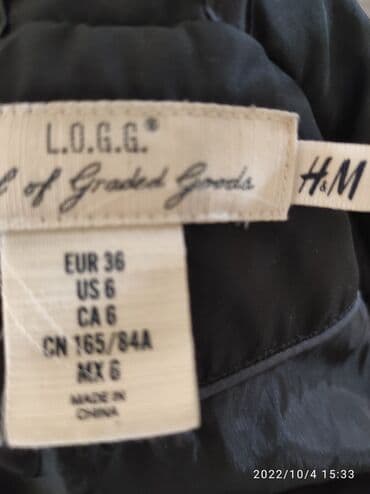 L.O.G.G.®
of Graded Goods
H&M
EUR 36
US 6
CA 6
CN 165/84A
MX 6
MADE IN
CHINA
2022/10/4 15:33